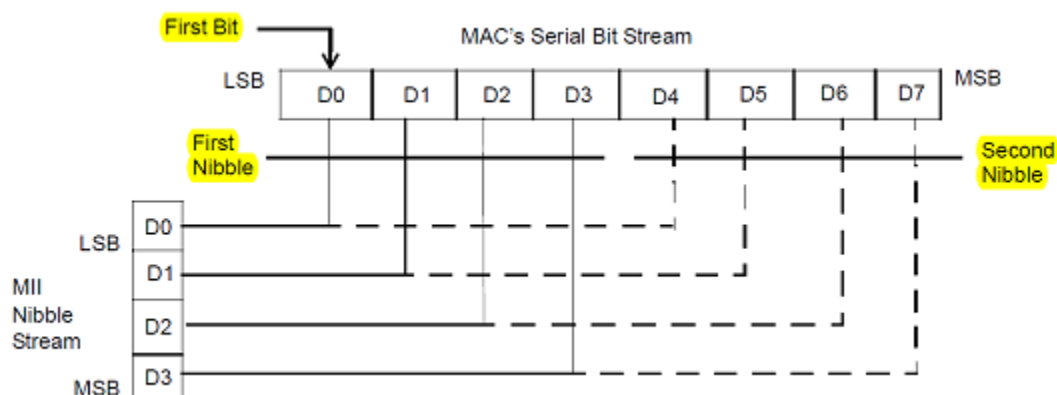 First Bit
MAC's Serial Bit Stream
LSB
D0 D1 D2 D3 D4 D5 D6 D7
MSB
First
Nibble
Second
Nibble
LSB
D0
D1
MII
Nibble
Stream
D2
MSB
D3